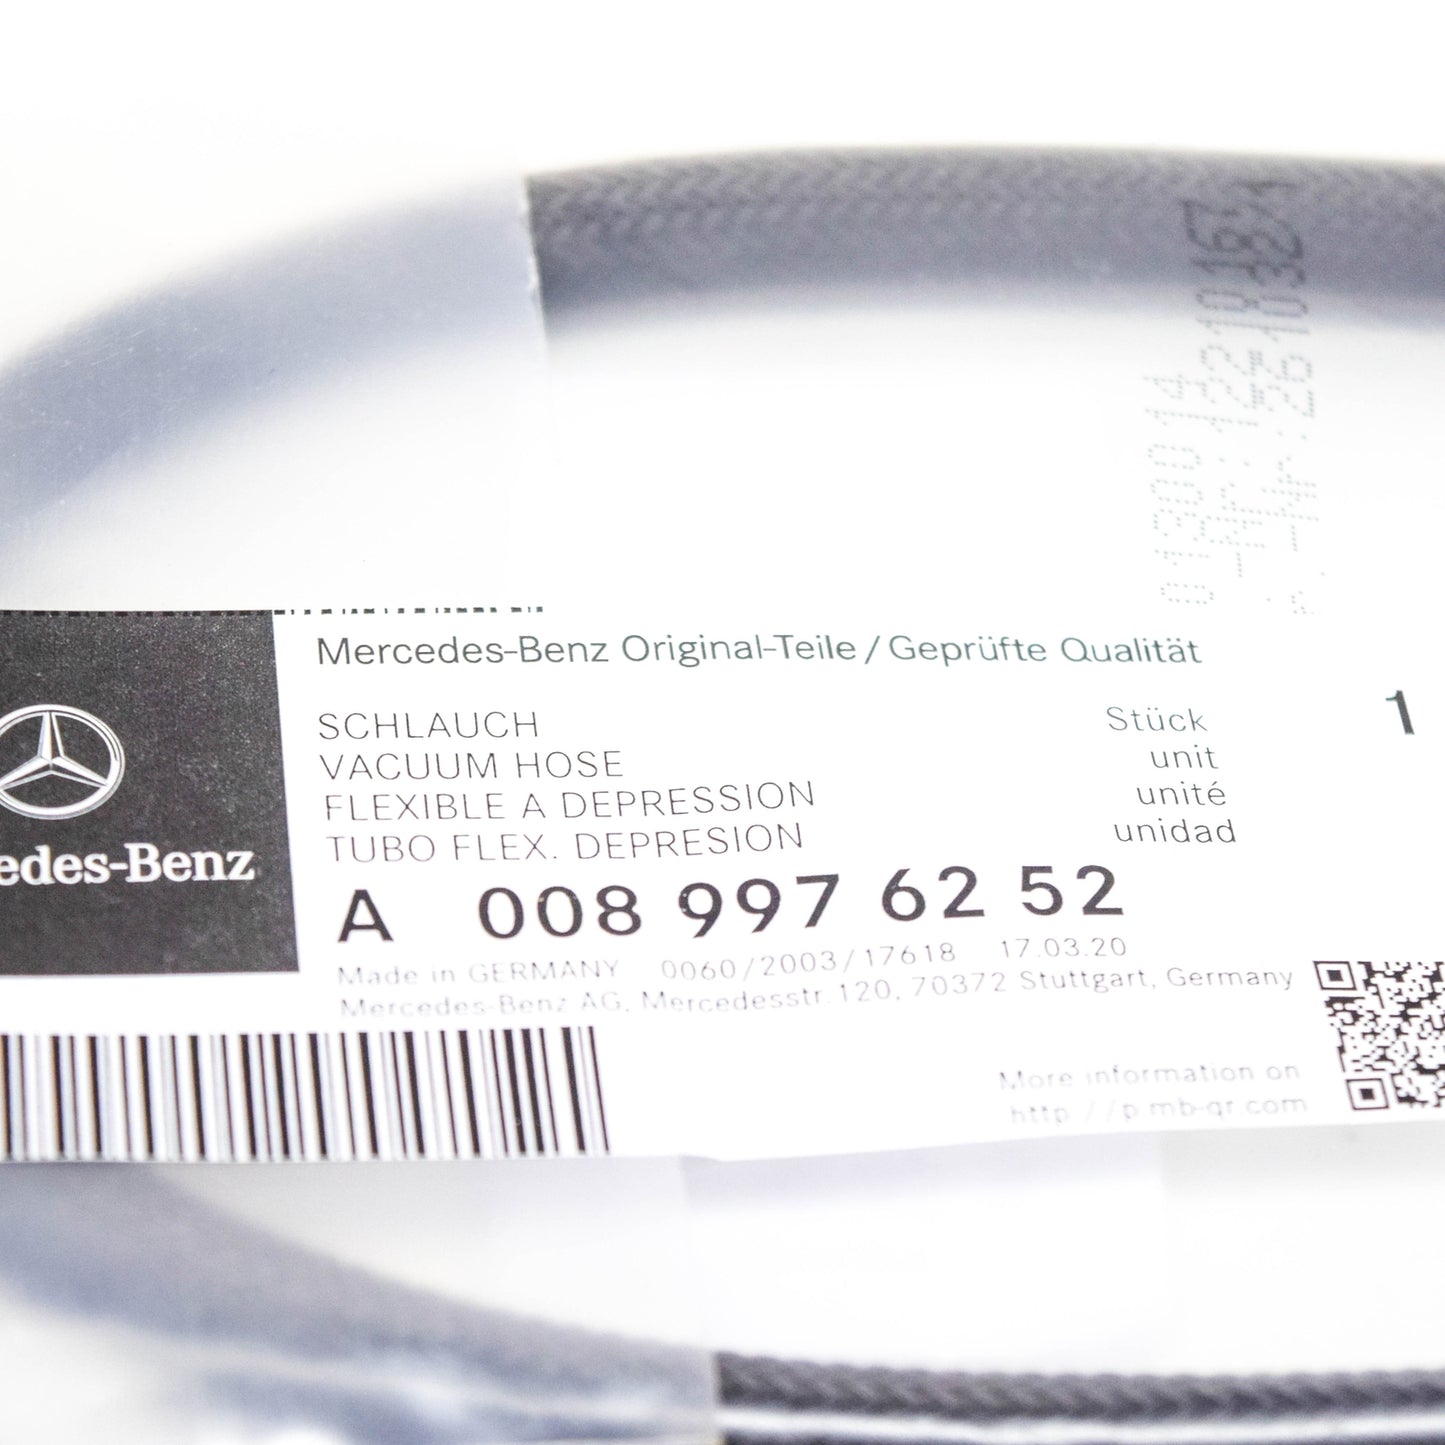 Mercedes-Benz Original-Teile / Geprüfte Qualität
SCHLAUCH
VACUUM HOSE
FLEXIBLE A DEPRESSION
TUBO FLEX. DEPRESION
Stück 1
unit
unité
unidad
edes-Benz
A 008 997 62 52
Made in GERMANY 0060/2003/17618 17.03.20
Mercedes-Benz AG, Mercedesstr. 120, 70372 Stuttgart, Germany
More information on
http://p.mb-qr.com